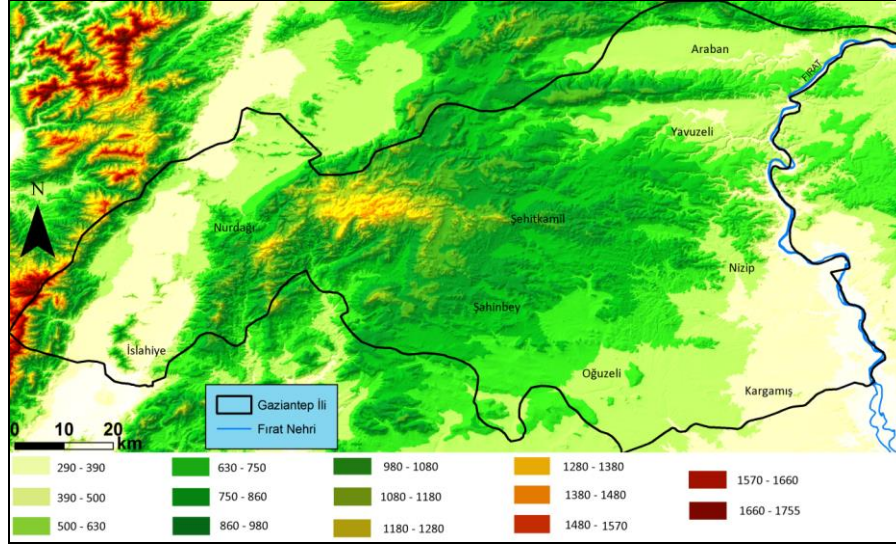 Araban
FIRAT
Yavuzeli
N
Nurdağı
Şehitkamil
Nizip
Şahinbey
İslahiye
Oğuzeli
Kargamış
Gaziantep İli
Fırat Nehri
0 10 20
km
290 - 390
390 - 500
500 - 630
630 - 750
750 - 860
860 - 980
980 - 1080
1080 - 1180
1180 - 1280
1280 - 1380
1380 - 1480
1480 - 1570
1570 - 1660
1660 - 1755